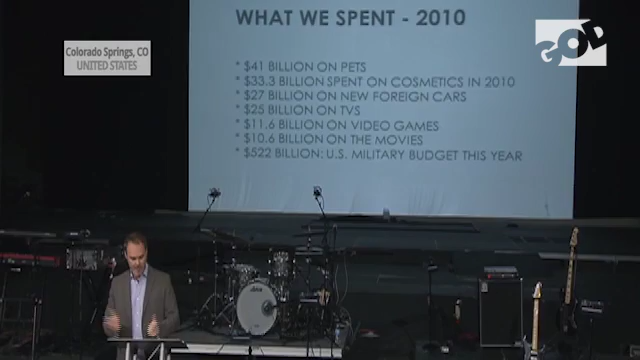 WHAT WE SPENT - 2010
Colorado Springs, CO
UNITED STATES
GOD
* $41 BILLION ON PETS
* $33.3 BILLION SPENT ON COSMETICS IN 2010
* $27 BILLION ON NEW FOREIGN CARS
* $25 BILLION ON TVS
* $11.6 BILLION ON VIDEO GAMES
* $10.6 BILLION ON THE MOVIES
* $522 BILLION: U.S. MILITARY BUDGET THIS YEAR